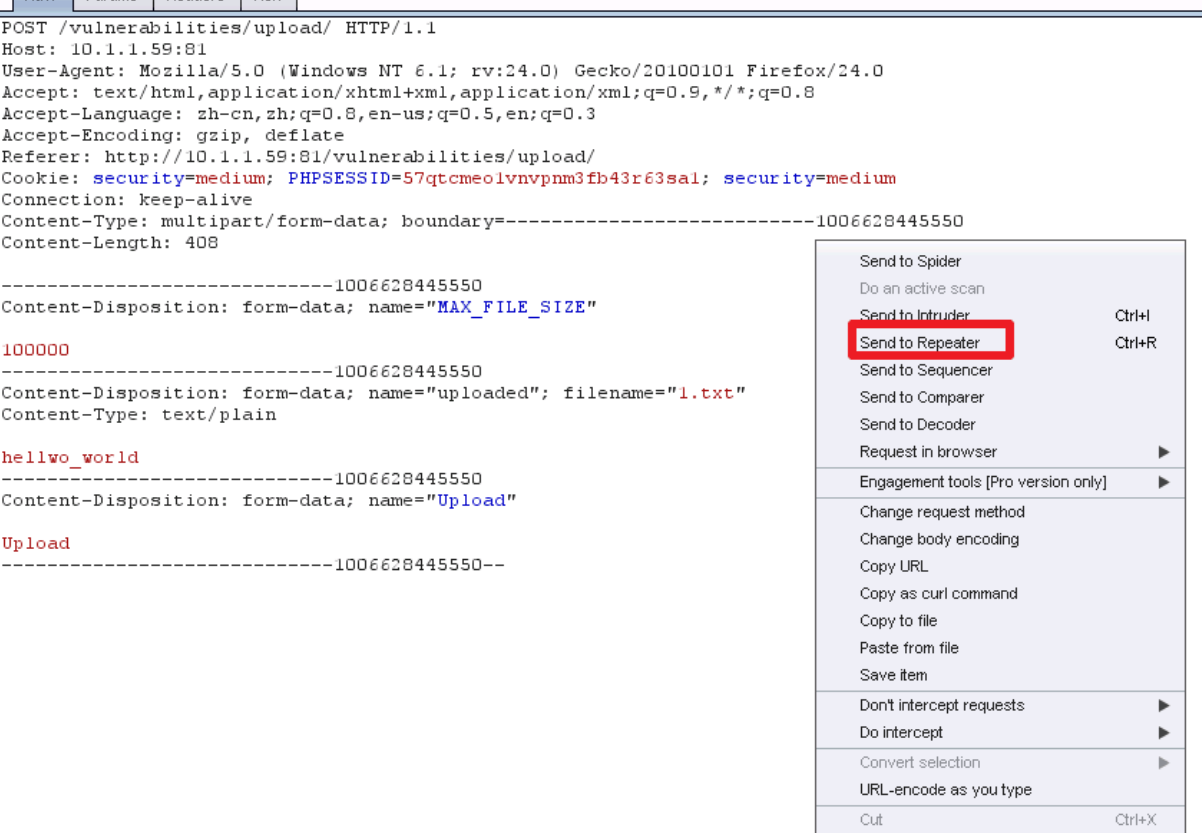 POST /vulnerabilities/upload/ HTTP/1.1
Host: 10.1.1.59:81
User-Agent: Mozilla/5.0 (Windows NT 6.1; rv:24.0) Gecko/20100101 Firefox/24.0
Accept: text/html,application/xhtml+xml,application/xml;q=0.9,*/*;q=0.8
Accept-Language: zh-cn,zh;q=0.8,en-us;q=0.5,en;q=0.3
Accept-Encoding: gzip, deflate
Referer: http://10.1.1.59:81/vulnerabilities/upload/
Cookie: security=medium; PHPSESSID=57qtcmeo1vnvpnm3fb43r63sa1; security=medium
Connection: keep-alive
Content-Type: multipart/form-data; boundary=---------------------------1006628445550
Content-Length: 408
-----------------------------1006628445550
Content-Disposition: form-data; name="MAX_FILE_SIZE"
100000
-----------------------------1006628445550
Content-Disposition: form-data; name="uploaded"; filename="1.txt"
Content-Type: text/plain
hellwo_world
-----------------------------1006628445550
Content-Disposition: form-data; name="Upload"
Upload
-----------------------------1006628445550--
Send to Spider
Do an active scan
Send to Intruder Ctrl+I
Send to Repeater Ctrl+R
Send to Sequencer
Send to Comparer
Send to Decoder
Request in browser
Engagement tools [Pro version only]
Change request method
Change body encoding
Copy URL
Copy as curl command
Copy to file
Paste from file
Save item
Don't intercept requests
Do intercept
Convert selection
URL-encode as you type
Cut Ctrl+X